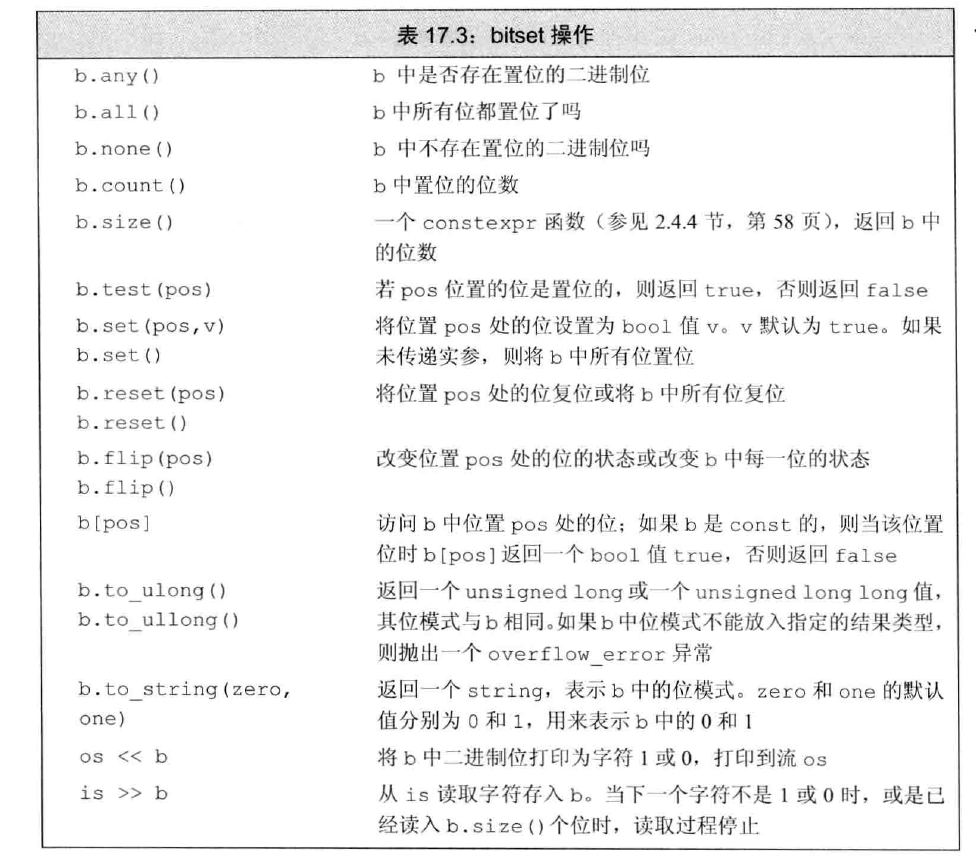 表 17.3：bitset 操作
b.any() b 中是否存在置位的二进制位
b.all() b 中所有位都置位了吗
b.none() b 中不存在置位的二进制位吗
b.count() b 中置位的位数
b.size() 一个 constexpr 函数（参见 2.4.4 节，第 58 页），返回 b 中
的位数
b.test(pos) 若 pos 位置的位是置位的，则返回 true，否则返回 false
b.set(pos,v) 将位置 pos 处的位设置为 bool 值 v。v 默认为 true。如果
b.set() 未传递实参，则将 b 中所有位置位
b.reset(pos) 将位置 pos 处的位复位或将 b 中所有位复位
b.reset()
b.flip(pos) 改变位置 pos 处的位的状态或改变 b 中每一位的状态
b.flip()
b[pos] 访问 b 中位置 pos 处的位；如果 b 是 const 的，则当该位置
位时 b[pos] 返回一个 bool 值 true，否则返回 false
b.to_ulong() 返回一个 unsigned long 或一个 unsigned long long 值，
b.to_ullong() 其位模式与 b 相同。如果 b 中位模式不能放入指定的结果类型，
则抛出一个 overflow_error 异常
b.to_string(zero, 返回一个 string，表示 b 中的位模式。zero 和 one 的默认
one) 值分别为 0 和 1，用来表示 b 中的 0 和 1
os << b 将 b 中二进制位打印为字符 1 或 0，打印到流 os
is >> b 从 is 读取字符存入 b。当下一个字符不是 1 或 0 时，或是已
经读入 b.size() 个位时，读取过程停止